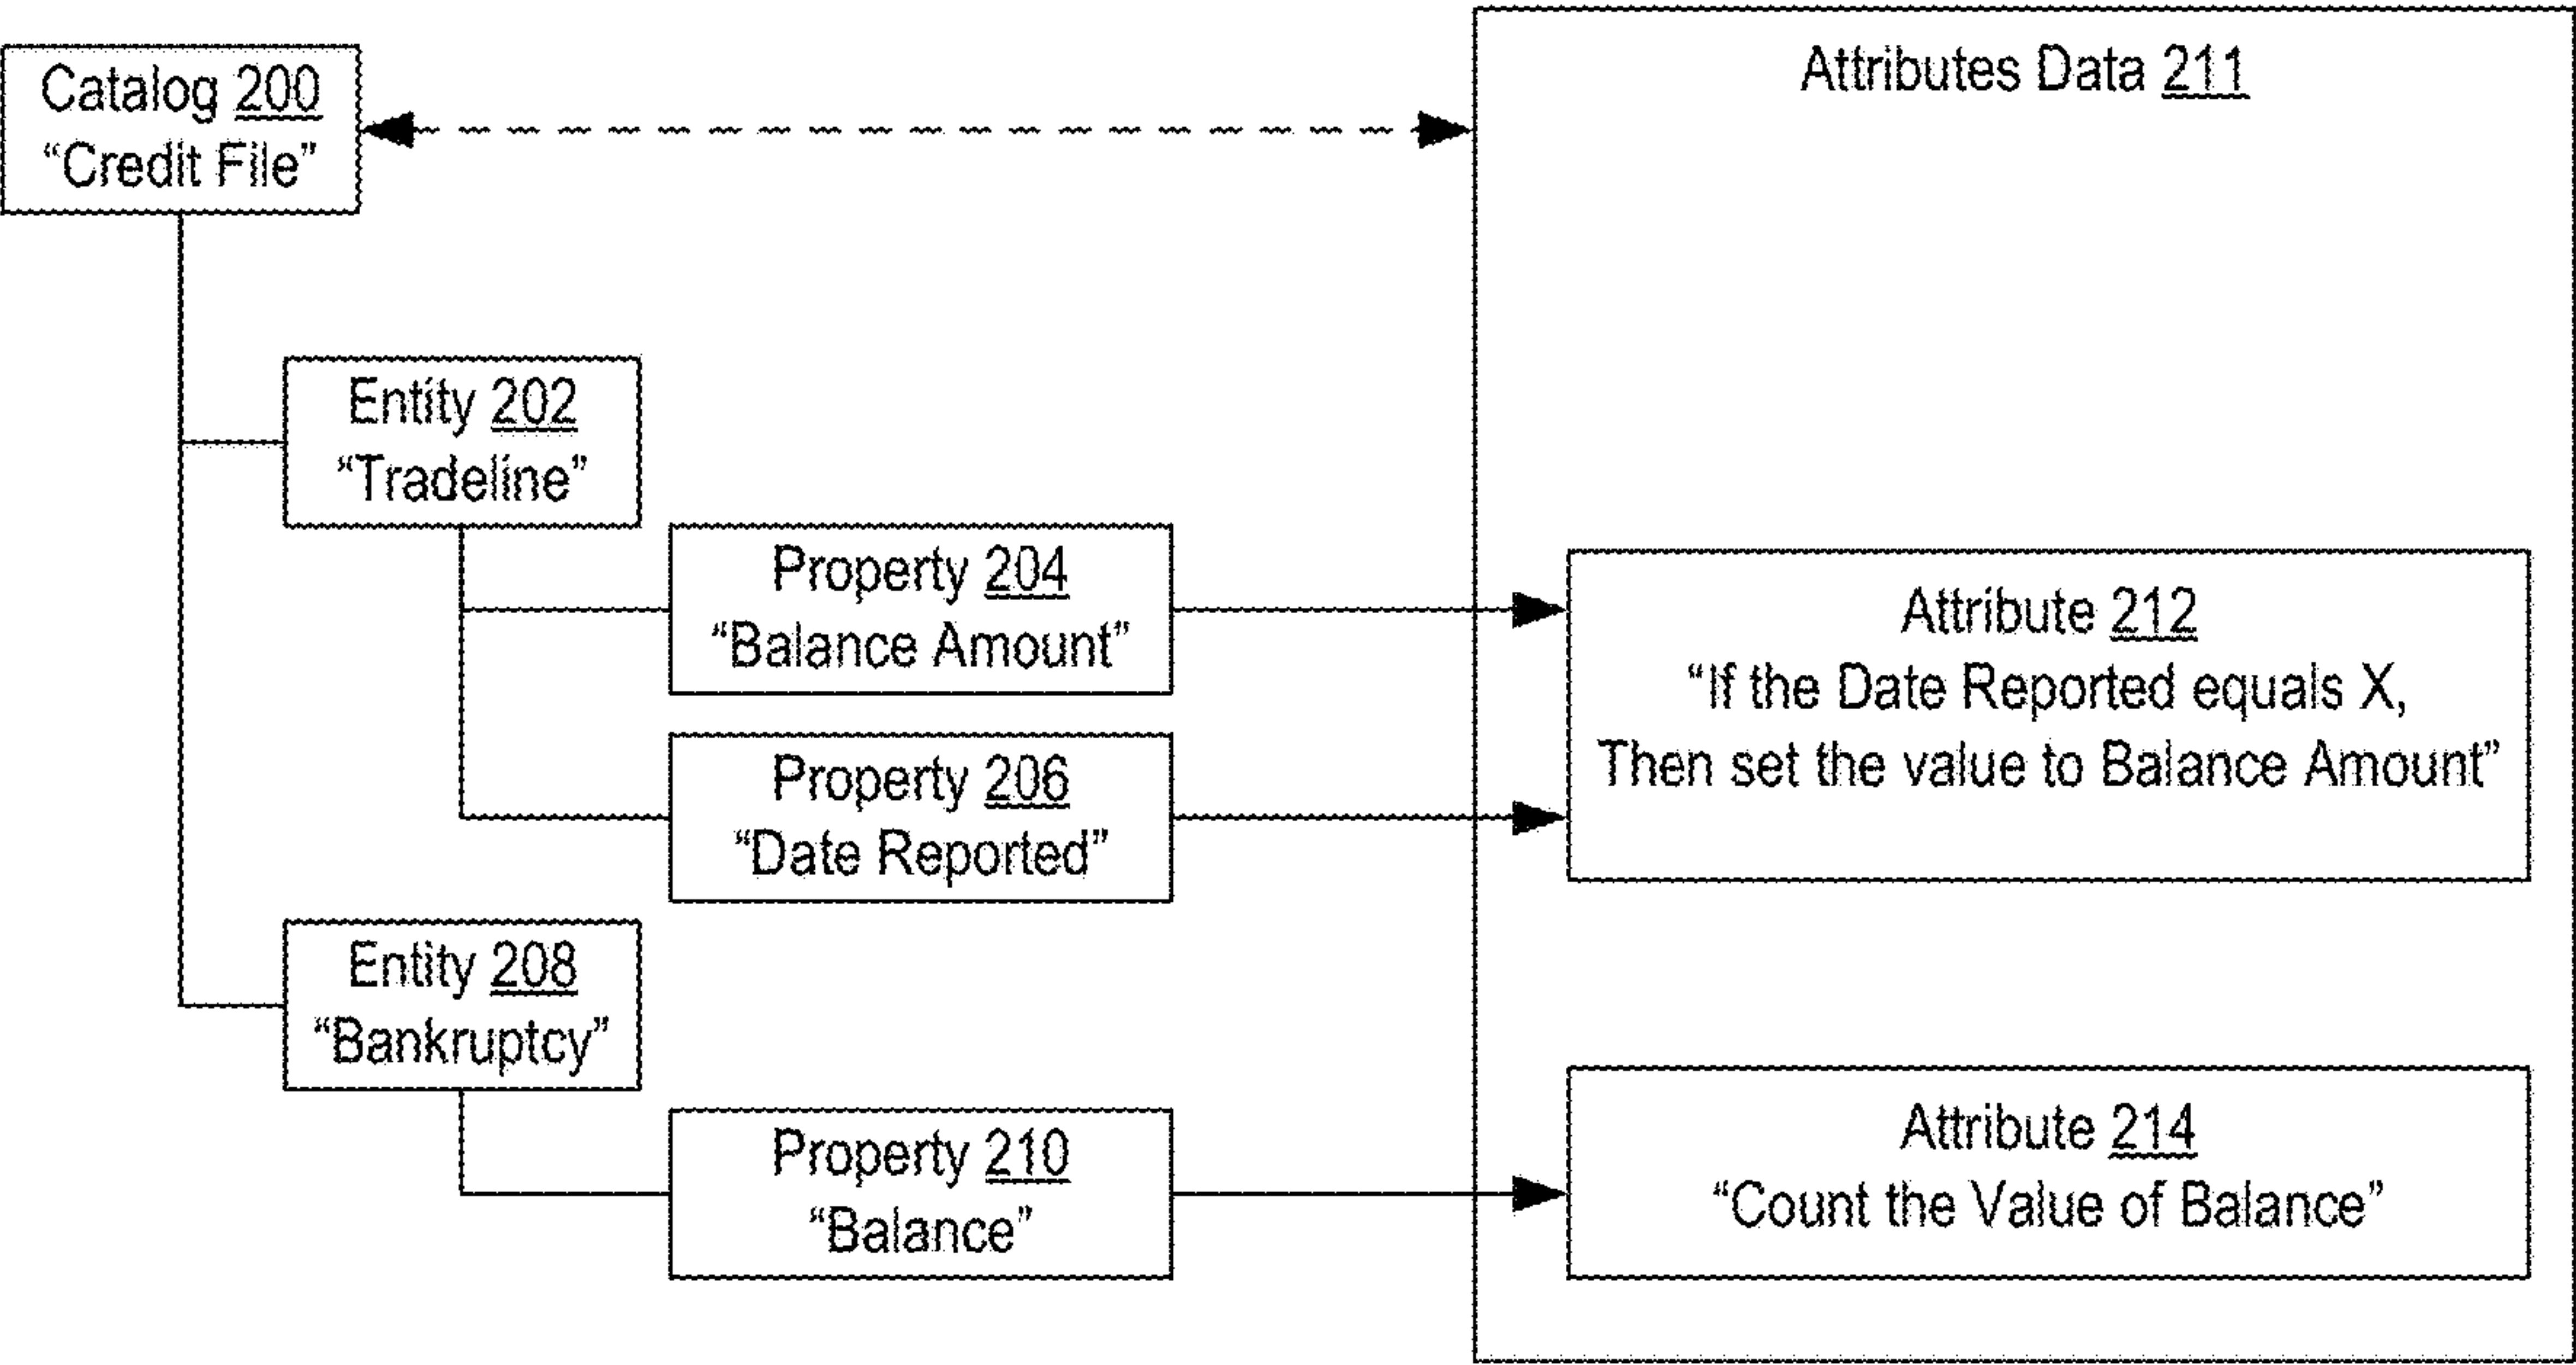 Catalog 200
“Credit File”
Attributes Data 211
Entity 202
“Tradeline”
Property 204
“Balance Amount”
Property 206
“Date Reported”
Attribute 212
“If the Date Reported equals X,
Then set the value to Balance Amount”
Entity 208
“Bankruptcy”
Property 210
“Balance”
Attribute 214
“Count the Value of Balance”